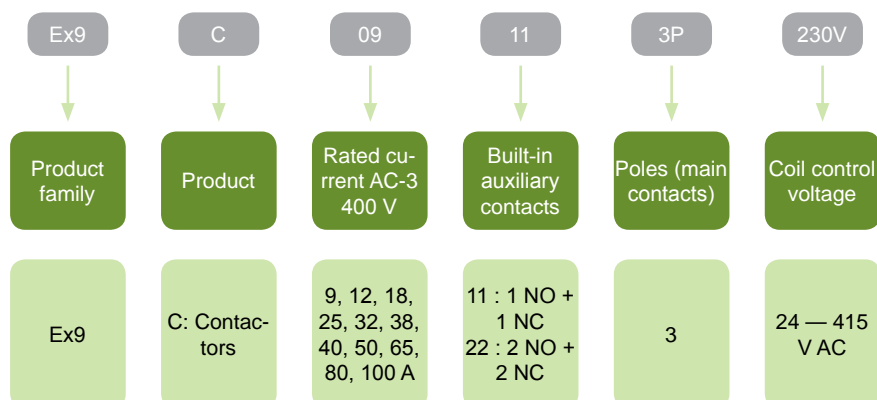 Ex9
C
09
11
3P
230V
Product
family
Product
Rated cu-
rrent AC-3
400 V
Built-in
auxiliary
contacts
Poles (main
contacts)
Coil control
voltage
Ex9
C: Contac-
tors
9, 12, 18,
25, 32, 38,
40, 50, 65,
80, 100 A
11 : 1 NO +
1 NC
22 : 2 NO +
2 NC
3
24 — 415
V AC